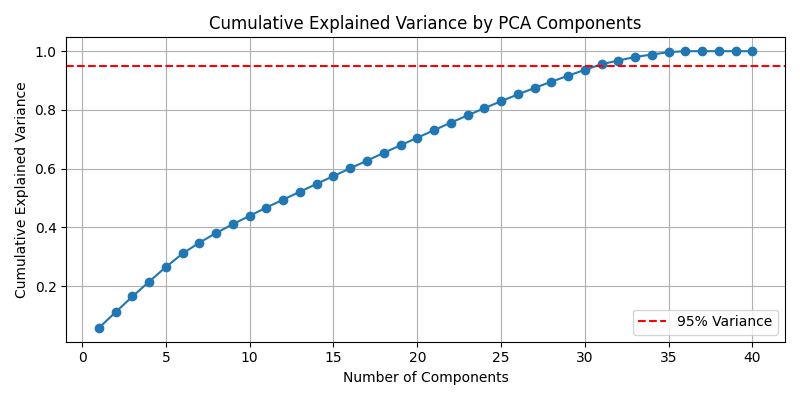 Cumulative Explained Variance by PCA Components
Cumulative Explained Variance
1.0
0.8
0.6
0.4
0.2
95% Variance
0 5 10 15 20 25 30 35 40
Number of Components